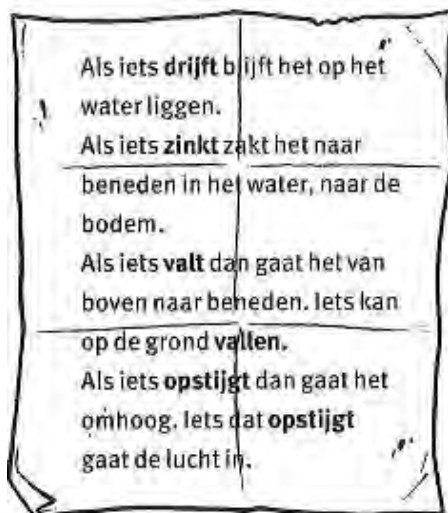 Als iets drijft blijft het op het
water liggen.
Als iets zinkt zakt het naar
beneden in het water, naar de
bodem.
Als iets valt dan gaat het van
boven naar beneden. Iets kan
op de grond vallen.
Als iets opstijgt dan gaat het
omhoog. Iets dat opstijgt
gaat de lucht in.